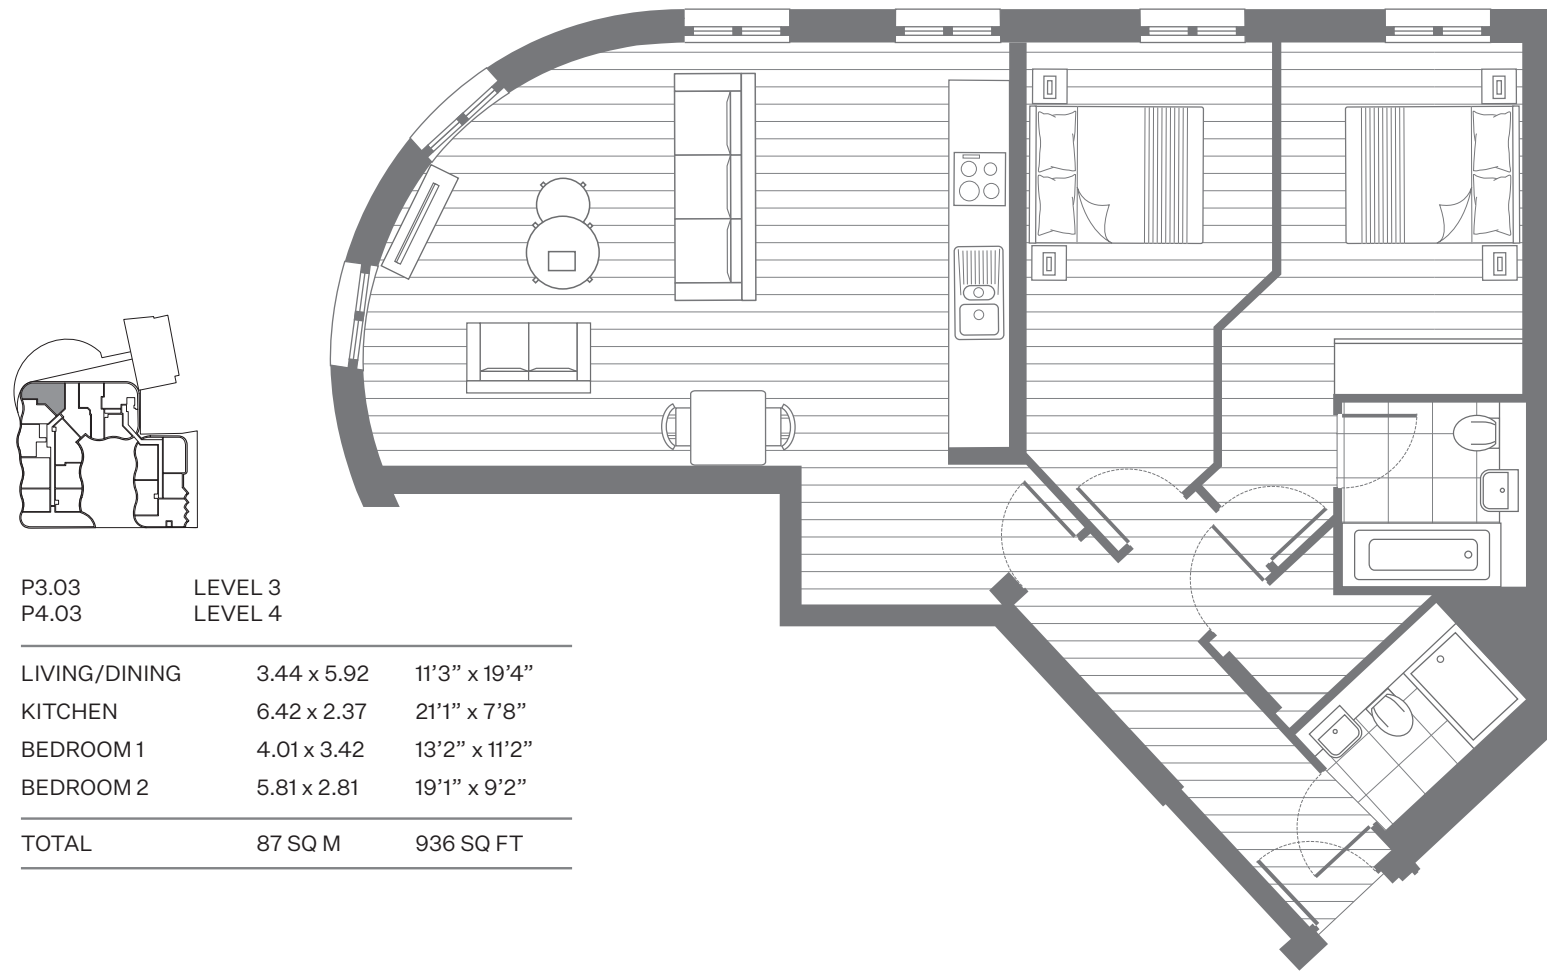 P3.03 LEVEL 3
P4.03 LEVEL 4
LIVING/DINING 3.44 x 5.92 11’3” x 19’4”
KITCHEN 6.42 x 2.37 21’1” x 7’8”
BEDROOM 1 4.01 x 3.42 13’2” x 11’2”
BEDROOM 2 5.81 x 2.81 19’1” x 9’2”
TOTAL 87 SQ M 936 SQ FT